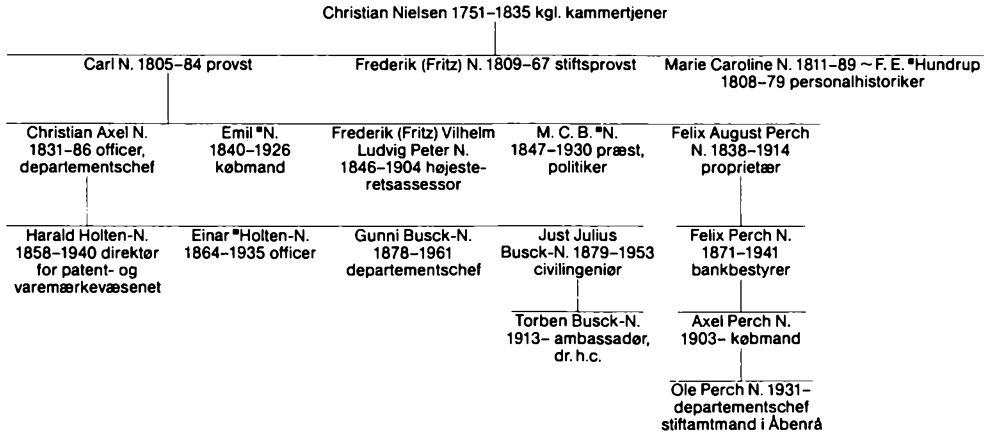 Christian Nielsen 1751–1835 kgl. kammertjener
Carl N. 1805–84 provst
Frederik (Fritz) N. 1809–67 stiftsprovst
Marie Caroline N. 1811–89 ~ F. E. *Hundrup
1808–79 personalhistoriker
Christian Axel N.
1831–86 officer,
departementschef
Emil *N.
1840–1926
købmand
Frederik (Fritz) Vilhelm
Ludvig Peter N.
1846–1904 højeste-
retsassessor
M. C. B. *N.
1847–1930 præst,
politiker
Felix August Perch
N. 1838–1914
proprietær
Harald Holten-N.
1858–1940 direktør
for patent- og
varemærkevæsenet
Einar *Holten-N.
1864–1935 officer
Gunni Busck-N.
1878–1961
departementschef
Just Julius
Busck-N. 1879–1953
civilingeniør
Felix Perch N.
1871–1941
bankbestyrer
Torben Busck-N.
1913– ambassadør,
dr. h.c.
Axel Perch N.
1903– købmand
Ole Perch N. 1931–
departementschef
stiftamtmand i Åbenrå